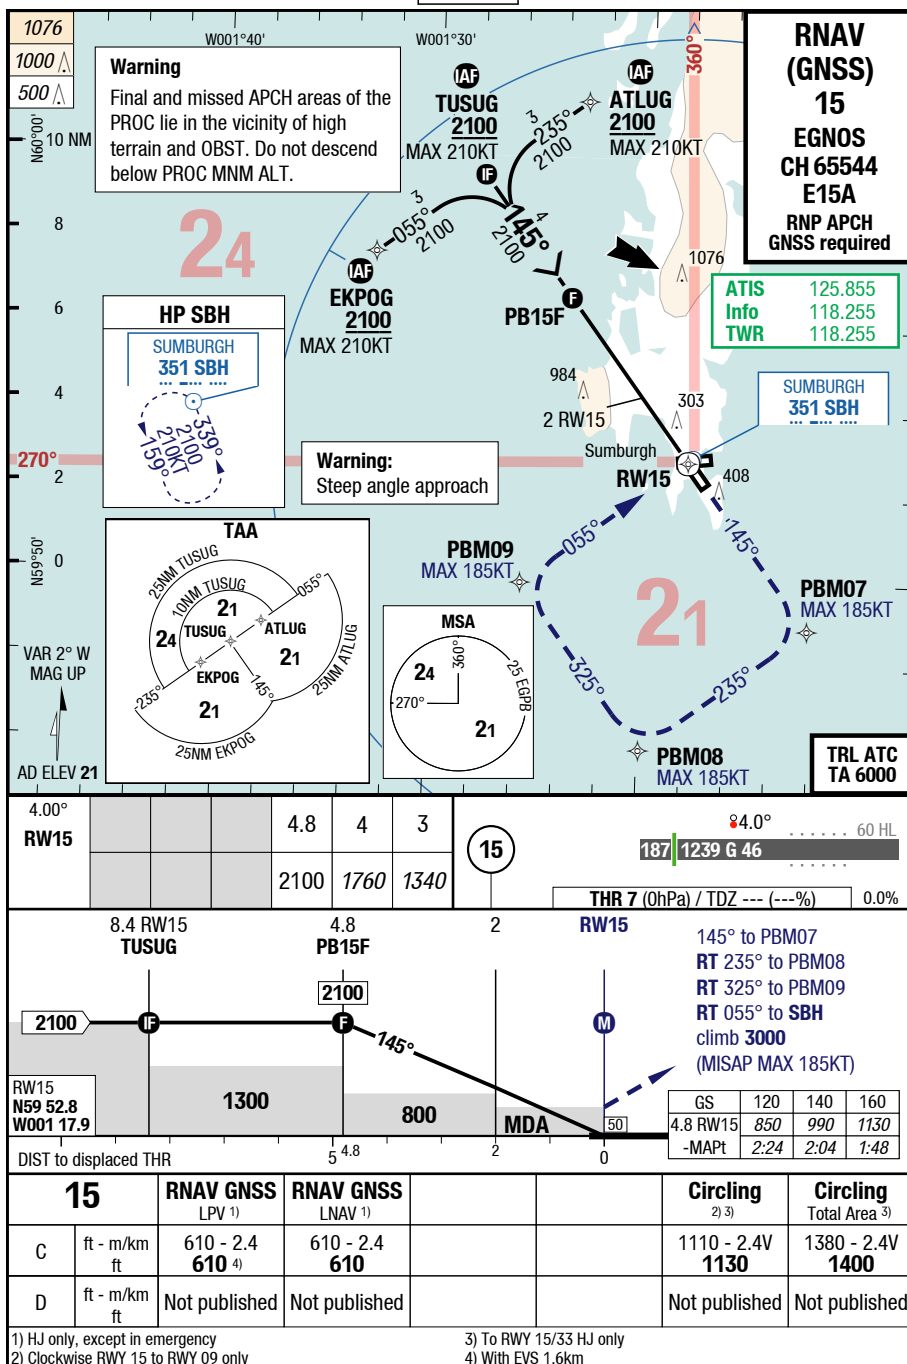 1076
1000
500
W001°40'
W001°30'
N60°00'
10 NM
8
6
4
2
0
N59°50'
Warning
Final and missed APCH areas of the
PROC lie in the vicinity of high
terrain and OBST. Do not descend
below PROC MNM ALT.
RNAV
(GNSS)
15
EGNOS
CH 65544
E15A
RNP APCH
GNSS required
ATIS 125.855
Info 118.255
TWR 118.255
IAF
TUSUG
2100
MAX 210KT
IAF
ATLUG
2100
MAX 210KT
360°
3
235°
2100
IF
3
055°
2100
4
145°
2100
24
IAF
EKPOG
2100
MAX 210KT
F
PB15F
1076
HP SBH
SUMBURGH
351 SBH
339°
2100
210KT
159°
984
2 RW15
303
SUMBURGH
351 SBH
270°
Warning:
Steep angle approach
Sumburgh
RW15
408
145°
055°
PBM09
MAX 185KT
PBM07
MAX 185KT
21
325°
235°
PBM08
MAX 185KT
TAA
25NM TUSUG
10NM TUSUG
055°
21
24
TUSUG
ATLUG
EKPOG
21
235°
145°
25NM ATLUG
21
25NM EKPOG
MSA
24
360°
270°
25 EGPB
21
VAR 2° W
MAG UP
AD ELEV 21
TRL ATC
TA 6000
4.00°
RW15
4.8 4 3
2100 1760 1340
15
4.0°
60 HL
187 1239 G 46
THR 7 (0hPa) / TDZ --- (---%)
0.0%
8.4 RW15
TUSUG
4.8
PB15F
2
RW15
145° to PBM07
RT 235° to PBM08
RT 325° to PBM09
RT 055° to SBH
climb 3000
(MISAP MAX 185KT)
2100
2100
IF
F
M
145°
1300
800
MDA
50
RW15
N59 52.8
W001 17.9
DIST to displaced THR
5 4.8 2 0
GS 120 140 160
4.8 RW15 850 990 1130
-MAPt 2:24 2:04 1:48
15
RNAV GNSS
LPV 1)
RNAV GNSS
LNAV 1)
Circling
2) 3)
Circling
Total Area 3)
C ft - m/km 610 - 2.4 610 - 2.4 1110 - 2.4V 1380 - 2.4V
ft 610 4) 610 1130 1400
D ft - m/km Not published Not published Not published Not published
ft
1) HJ only, except in emergency
2) Clockwise RWY 15 to RWY 09 only
3) To RWY 15/33 HJ only
4) With EVS 1.6km